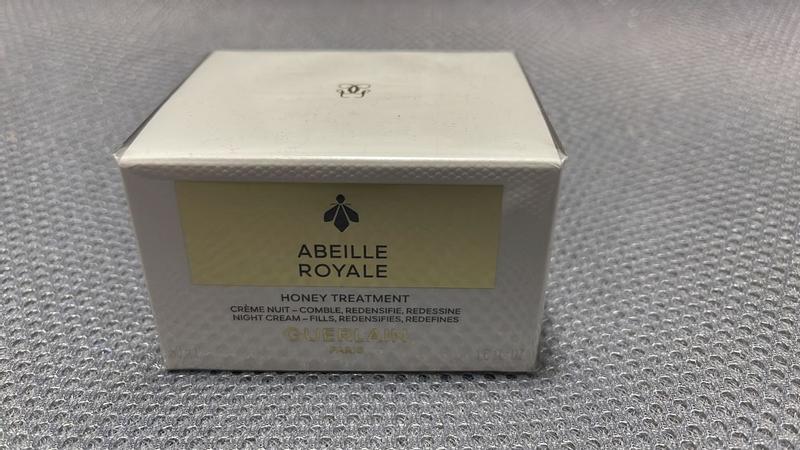 ABEILLE
ROYALE
HONEY TREATMENT
CRÈME NUIT – COMBLE, REDENSIFIE, REDESSINE
NIGHT CREAM – FILLS, REDENSIFIES, REDEFINES
GUERLAIN
PARIS